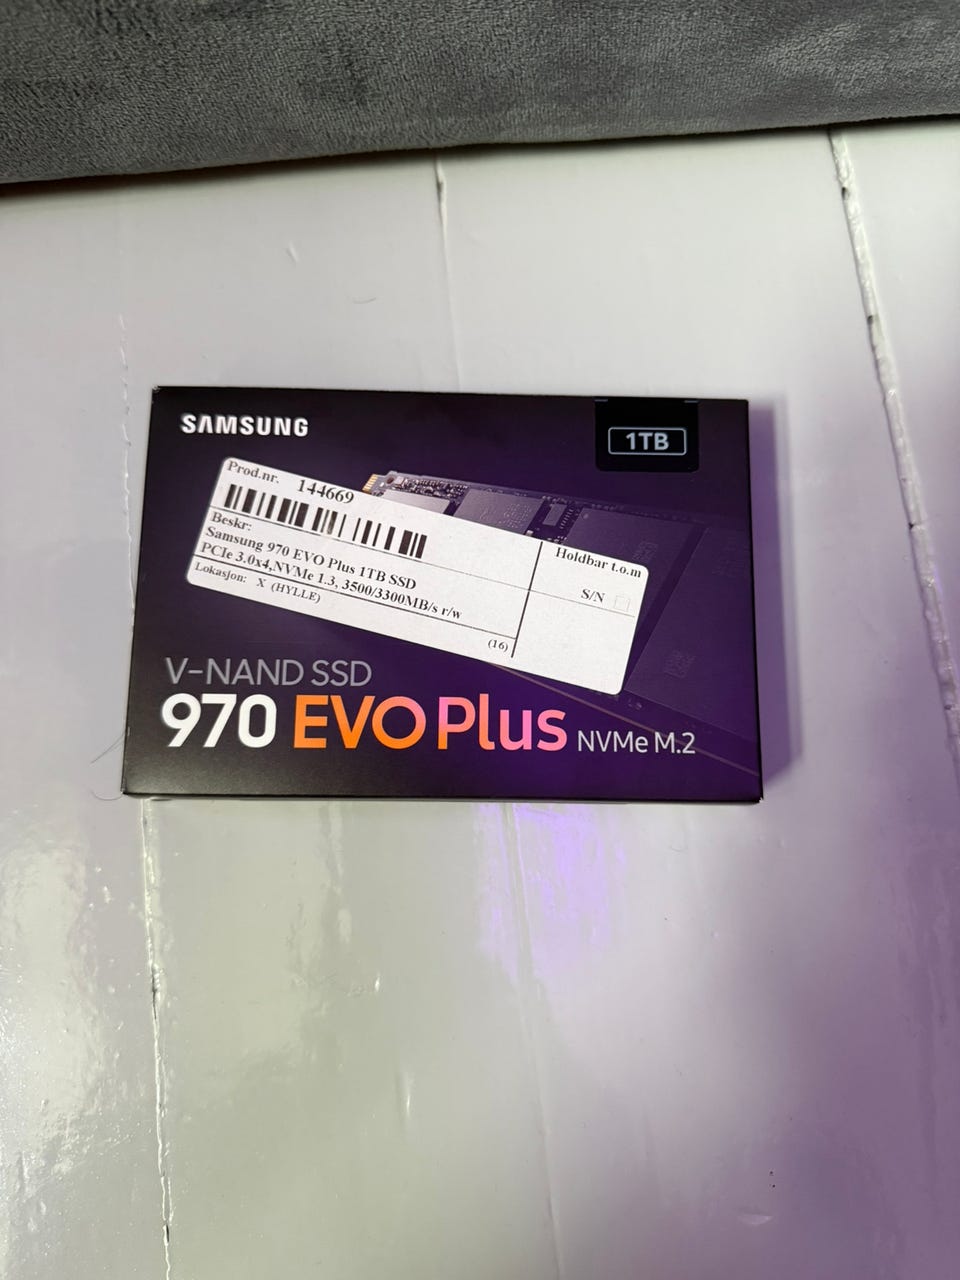 SAMSUNG
1TB
Prod.nr. 144669
Beskr:
Samsung 970 EVO Plus 1TB SSD
PCIe 3.0x4,NVMe 1.3, 3500/3300MB/s r/w
Lokasjon: X (HYLLE)
(16)
Holdbar t.o.m
S/N
V-NAND SSD
970 EVO Plus NVMe M.2